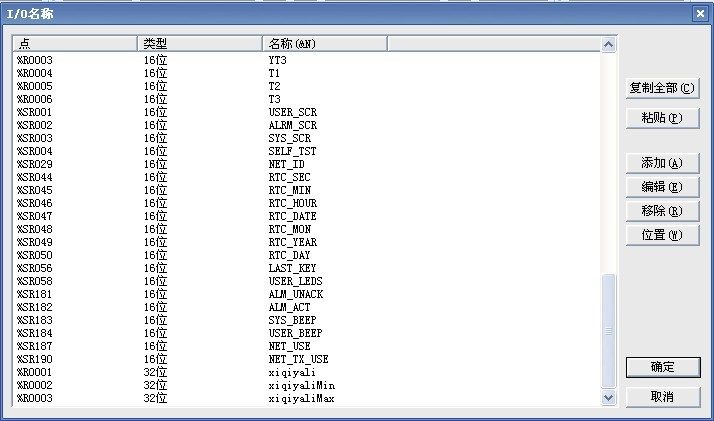 I/O名称
点 类型 名称(&N)
%R0003 16位 YT3
%R0004 16位 T1
%R0005 16位 T2
%R0006 16位 T3
%SR001 16位 USER_SCR
%SR002 16位 ALRM_SCR
%SR003 16位 SYS_SCR
%SR004 16位 SELF_TST
%SR029 16位 NET_ID
%SR044 16位 RTC_SEC
%SR045 16位 RTC_MIN
%SR046 16位 RTC_HOUR
%SR047 16位 RTC_DATE
%SR048 16位 RTC_MON
%SR049 16位 RTC_YEAR
%SR050 16位 RTC_DAY
%SR056 16位 LAST_KEY
%SR058 16位 USER_LEDS
%SR181 16位 ALM_UNACK
%SR182 16位 ALM_ACT
%SR183 16位 SYS_BEEP
%SR184 16位 USER_BEEP
%SR187 16位 NET_USE
%SR190 16位 NET_TX_USE
%R0001 32位 xiqiyali
%R0002 32位 xiqiyaliMin
%R0003 32位 xiqiyaliMax
复制全部(C)
粘贴(P)
添加(A)
编辑(E)
移除(R)
位置(W)
确定
取消